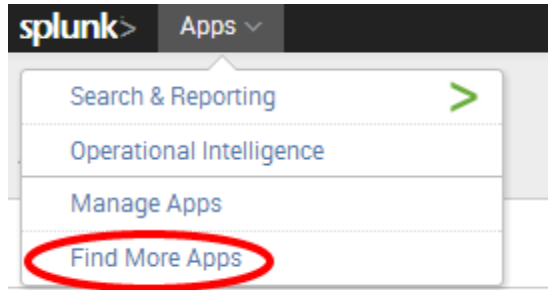 splunk> Apps
Search & Reporting
Operational Intelligence
Manage Apps
Find More Apps